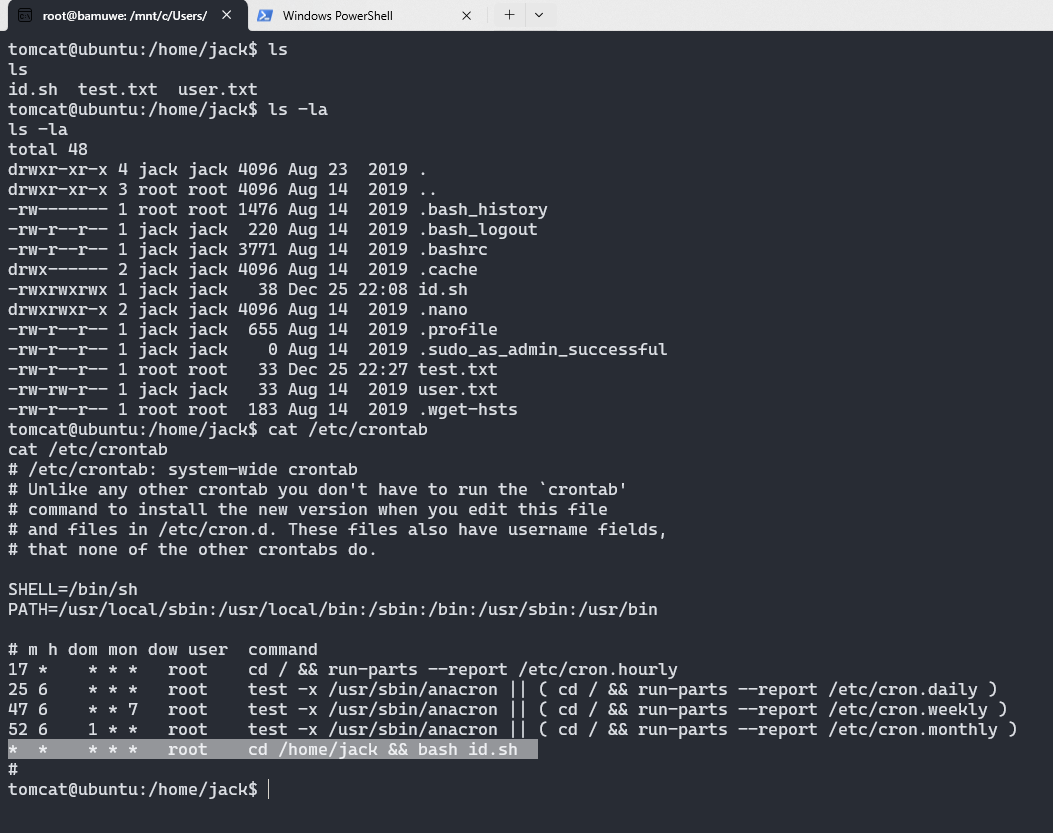 root@bamuwe: /mnt/c/Users/
Windows PowerShell
tomcat@ubuntu:/home/jack$ ls
ls
id.sh  test.txt  user.txt
tomcat@ubuntu:/home/jack$ ls -la
ls -la
total 48
drwxr-xr-x 4 jack jack 4096 Aug 23  2019 .
drwxr-xr-x 3 root root 4096 Aug 14  2019 ..
-rw------- 1 root root 1476 Aug 14  2019 .bash_history
-rw-r--r-- 1 jack jack  220 Aug 14  2019 .bash_logout
-rw-r--r-- 1 jack jack 3771 Aug 14  2019 .bashrc
drwx------ 2 jack jack 4096 Aug 14  2019 .cache
-rwxrwxrwx 1 jack jack   38 Dec 25 22:08 id.sh
drwxrwxr-x 2 jack jack 4096 Aug 14  2019 .nano
-rw-r--r-- 1 jack jack  655 Aug 14  2019 .profile
-rw-r--r-- 1 jack jack    0 Aug 14  2019 .sudo_as_admin_successful
-rw-r--r-- 1 root root   33 Dec 25 22:27 test.txt
-rw-rw-r-- 1 jack jack   33 Aug 14  2019 user.txt
-rw-r--r-- 1 root root  183 Aug 14  2019 .wget-hsts
tomcat@ubuntu:/home/jack$ cat /etc/crontab
cat /etc/crontab
# /etc/crontab: system-wide crontab
# Unlike any other crontab you don't have to run the `crontab'
# command to install the new version when you edit this file
# and files in /etc/cron.d. These files also have username fields,
# that none of the other crontabs do.
SHELL=/bin/sh
PATH=/usr/local/sbin:/usr/local/bin:/sbin:/bin:/usr/sbin:/usr/bin
# m h dom mon dow user  command
17 *    * * *   root    cd / && run-parts --report /etc/cron.hourly
25 6    * * *   root    test -x /usr/sbin/anacron || ( cd / && run-parts --report /etc/cron.daily )
47 6    * * 7   root    test -x /usr/sbin/anacron || ( cd / && run-parts --report /etc/cron.weekly )
52 6    1 * *   root    test -x /usr/sbin/anacron || ( cd / && run-parts --report /etc/cron.monthly )
*  *    * * *   root    cd /home/jack && bash id.sh
#
tomcat@ubuntu:/home/jack$